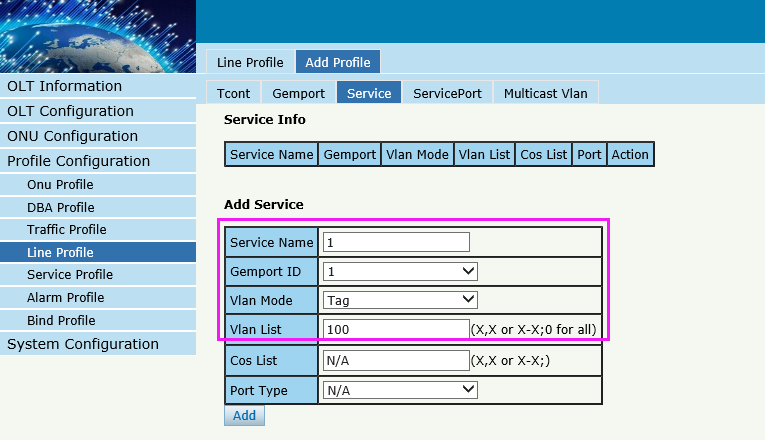 Line Profile Add Profile
OLT Information
OLT Configuration
ONU Configuration
Profile Configuration
Onu Profile
DBA Profile
Traffic Profile
Line Profile
Service Profile
Alarm Profile
Bind Profile
System Configuration
Tcont Gemport Service ServicePort Multicast Vlan
Service Info
Service Name Gemport Vlan Mode Vlan List Cos List Port Action
Add Service
Service Name 1
Gemport ID 1
Vlan Mode Tag
Vlan List 100 (X,X or X-X;0 for all)
Cos List N/A (X,X or X-X;)
Port Type N/A
Add